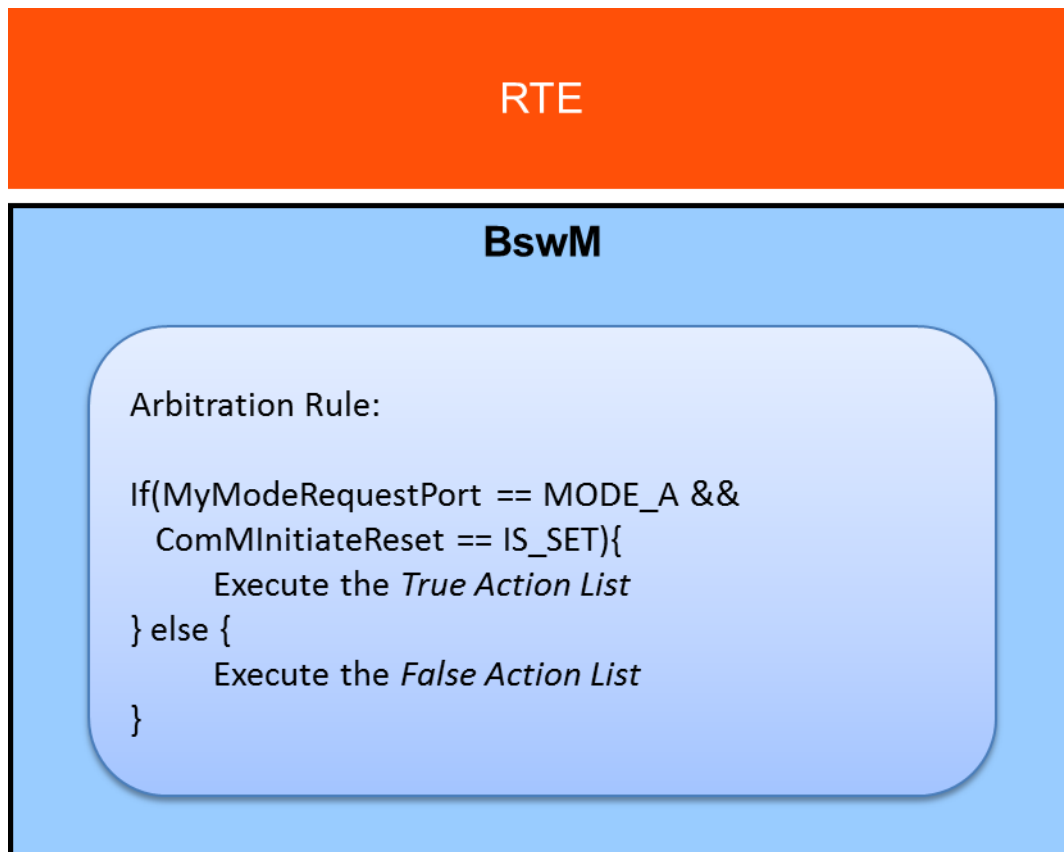 RTE
BswM
Arbitration Rule:
If(MyModeRequestPort == MODE_A &&
ComMInitiateReset == IS_SET){
Execute the True Action List
} else {
Execute the False Action List
}